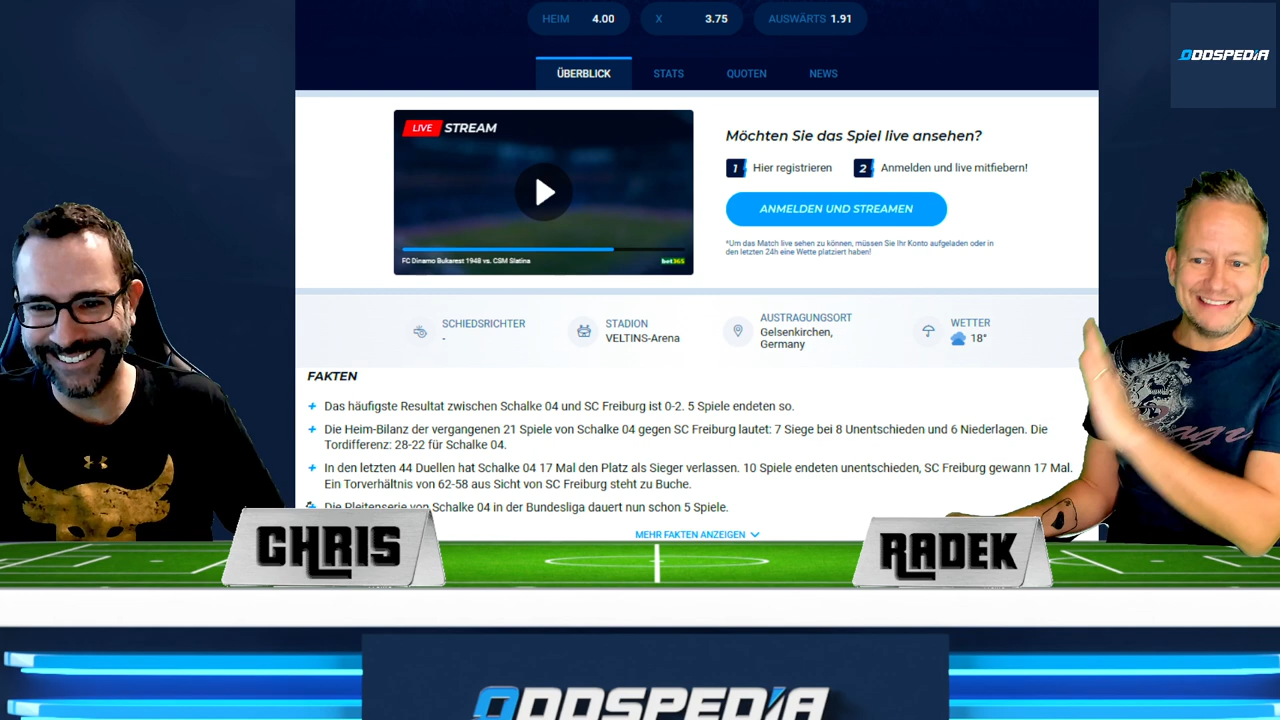 HEIM 4.00 X 3.75 AUSWÄRTS 1.91
ODDSPEDIA
ÜBERBLICK STATS QUOTEN NEWS
LIVE STREAM
FC Dinamo Bukarest 1948 vs. CSM Slatina bet365
Möchten Sie das Spiel live ansehen?
1 Hier registrieren 2 Anmelden und live mitfiebern!
ANMELDEN UND STREAMEN
*Um das Match live sehen zu können, müssen Sie Ihr Konto aufgeladen oder in
den letzten 24h eine Wette platziert haben!
SCHIEDSRICHTER
-
STADION
VELTINS-Arena
AUSTRAGUNGSORT
Gelsenkirchen,
Germany
WETTER
18°
FAKTEN
+ Das häufigste Resultat zwischen Schalke 04 und SC Freiburg ist 0-2. 5 Spiele endeten so.
+ Die Heim-Bilanz der vergangenen 21 Spiele von Schalke 04 gegen SC Freiburg lautet: 7 Siege bei 8 Unentschieden und 6 Niederlagen. Die
Tordifferenz: 28-22 für Schalke 04.
+ In den letzten 44 Duellen hat Schalke 04 17 Mal den Platz als Sieger verlassen. 10 Spiele endeten unentschieden, SC Freiburg gewann 17 Mal.
Ein Torverhältnis von 62-58 aus Sicht von SC Freiburg steht zu Buche.
Die Pleitenserie von Schalke 04 in der Bundesliga dauert nun schon 5 Spiele.
MEHR FAKTEN ANZEIGEN
CHRIS
RADEK
ODDSPEDIA